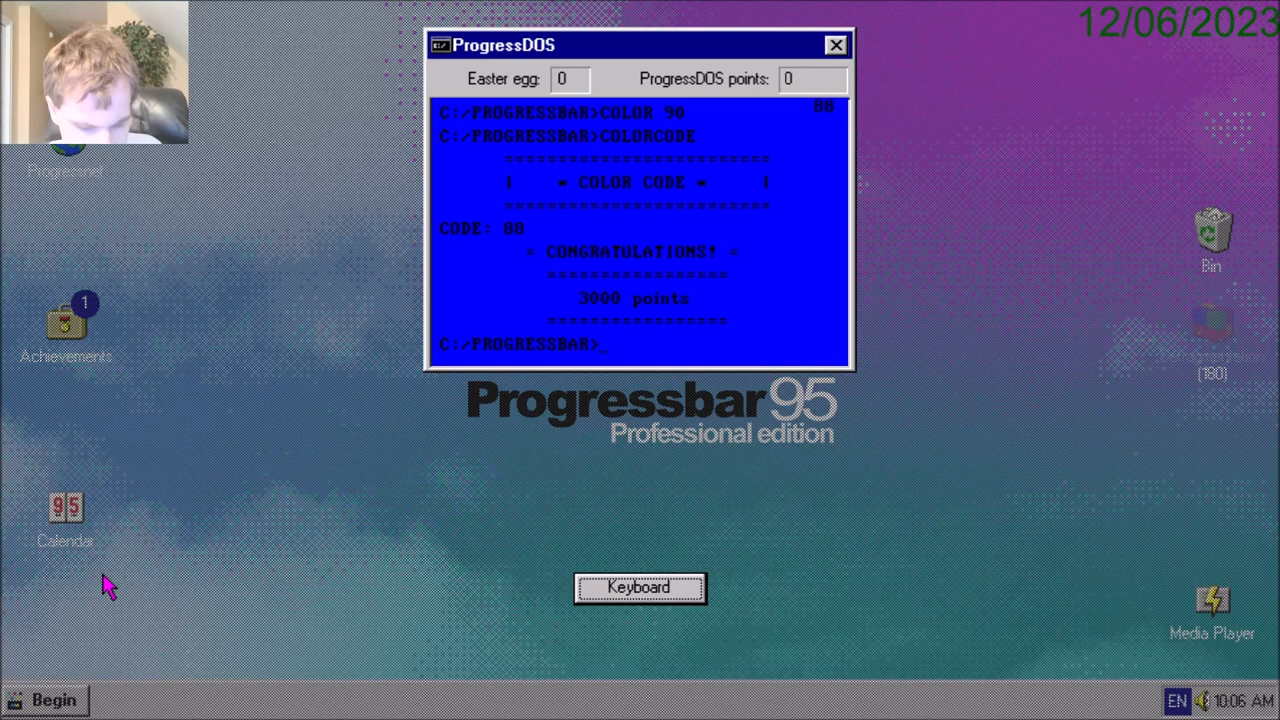 12/06/2023
ProgressDOS
Easter egg: 0 ProgressDOS points: 0
C:/PROGRESSBAR>COLOR 90 88
C:/PROGRESSBAR>COLORCODE
========================
| = COLOR CODE = |
========================
CODE: 88
= CONGRATULATIONS! =
=================
3000 points
=================
C:/PROGRESSBAR>_
Progressbar95
Professional edition
Bin
1
Achievements
(180)
95
Calendar
Keyboard
Media Player
Begin
EN 10:06 AM